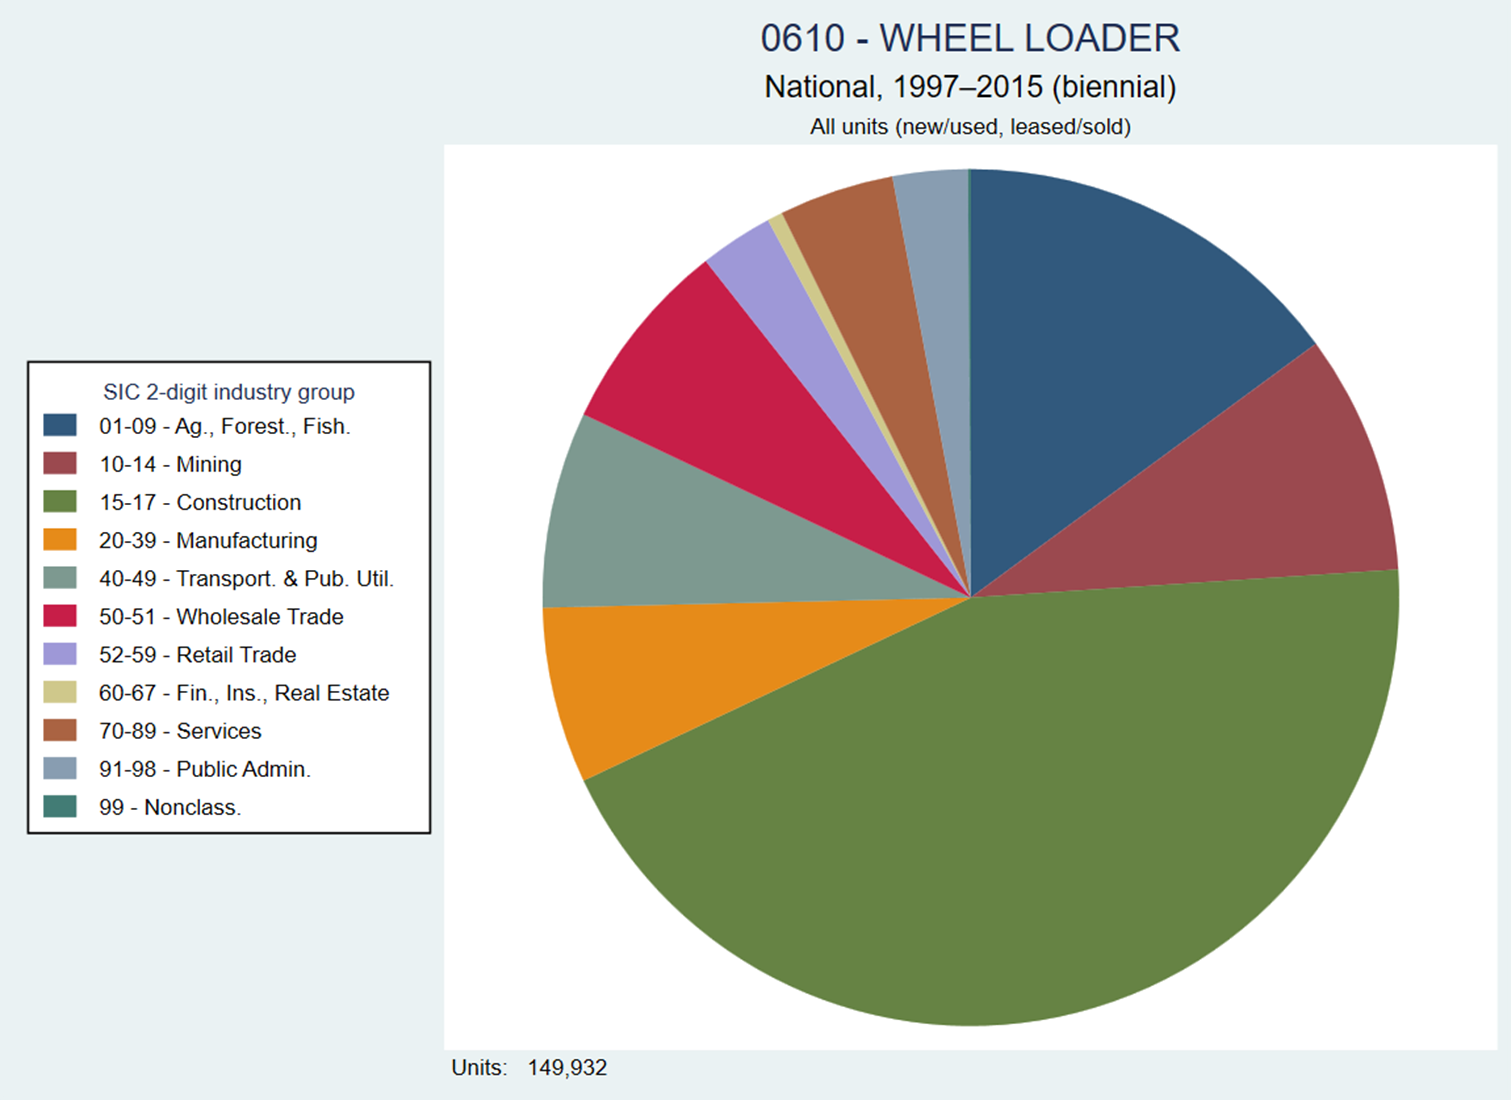 0610 - WHEEL LOADER
National, 1997–2015 (biennial)
All units (new/used, leased/sold)
SIC 2-digit industry group
01-09 - Ag., Forest., Fish.
10-14 - Mining
15-17 - Construction
20-39 - Manufacturing
40-49 - Transport. & Pub. Util.
50-51 - Wholesale Trade
52-59 - Retail Trade
60-67 - Fin., Ins., Real Estate
70-89 - Services
91-98 - Public Admin.
99 - Nonclass.
Units: 149,932